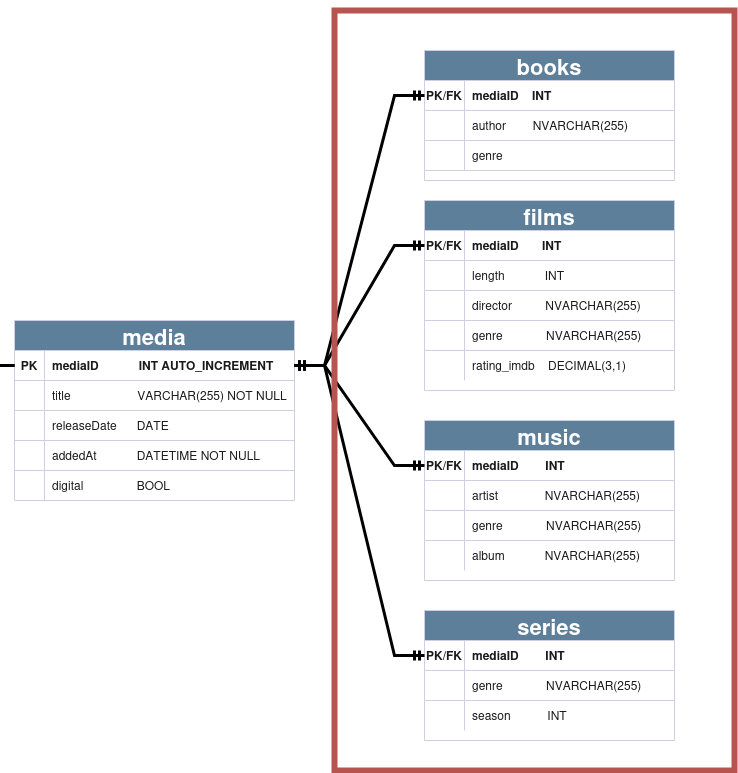 books
PK/FK mediaID INT
author NVARCHAR(255)
genre
films
PK/FK mediaID INT
length INT
director NVARCHAR(255)
genre NVARCHAR(255)
rating_imdb DECIMAL(3,1)
media
PK mediaID INT AUTO_INCREMENT
title VARCHAR(255) NOT NULL
releaseDate DATE
addedAt DATETIME NOT NULL
digital BOOL
music
PK/FK mediaID INT
artist NVARCHAR(255)
genre NVARCHAR(255)
album NVARCHAR(255)
series
PK/FK mediaID INT
genre NVARCHAR(255)
season INT